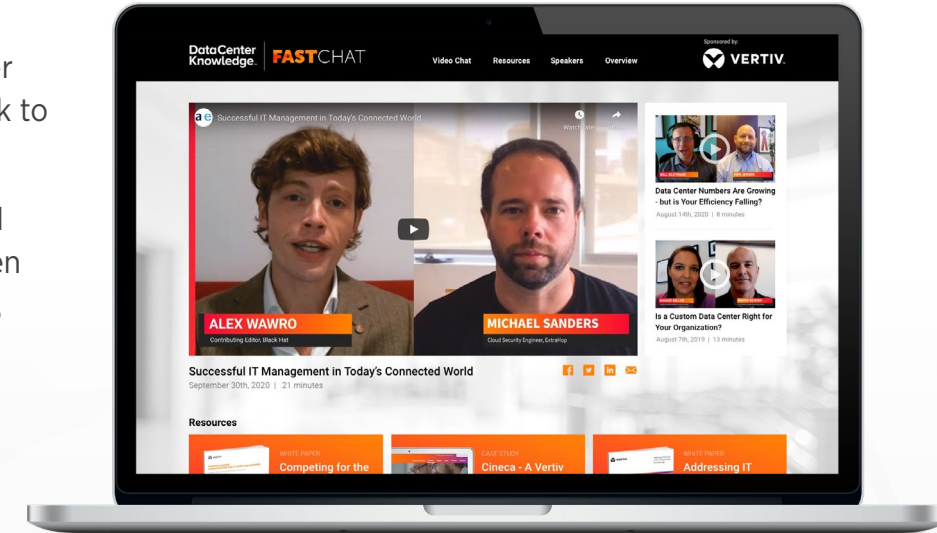 er
k to
l
en
DataCenter
Knowledge.
FASTCHAT
Video Chat
Resources
Speakers
Overview
Sponsored by:
VERTIV.
ae
Successful IT Management in Today's Connected World
ALEX WAWRO
Contributing Editor, Black Hat
MICHAEL SANDERS
Cloud Security Engineer, ExtraHop
Successful IT Management in Today's Connected World
September 30th, 2020 | 21 minutes
Data Center Numbers Are Growing
- but is Your Efficiency Falling?
August 14th, 2020 | 8 minutes
Is a Custom Data Center Right for
Your Organization?
August 7th, 2019 | 13 minutes
Resources
WHITE PAPER
Competing for the
CASE STUDY
Cineca - A Vertiv
WHITE PAPER
Addressing IT